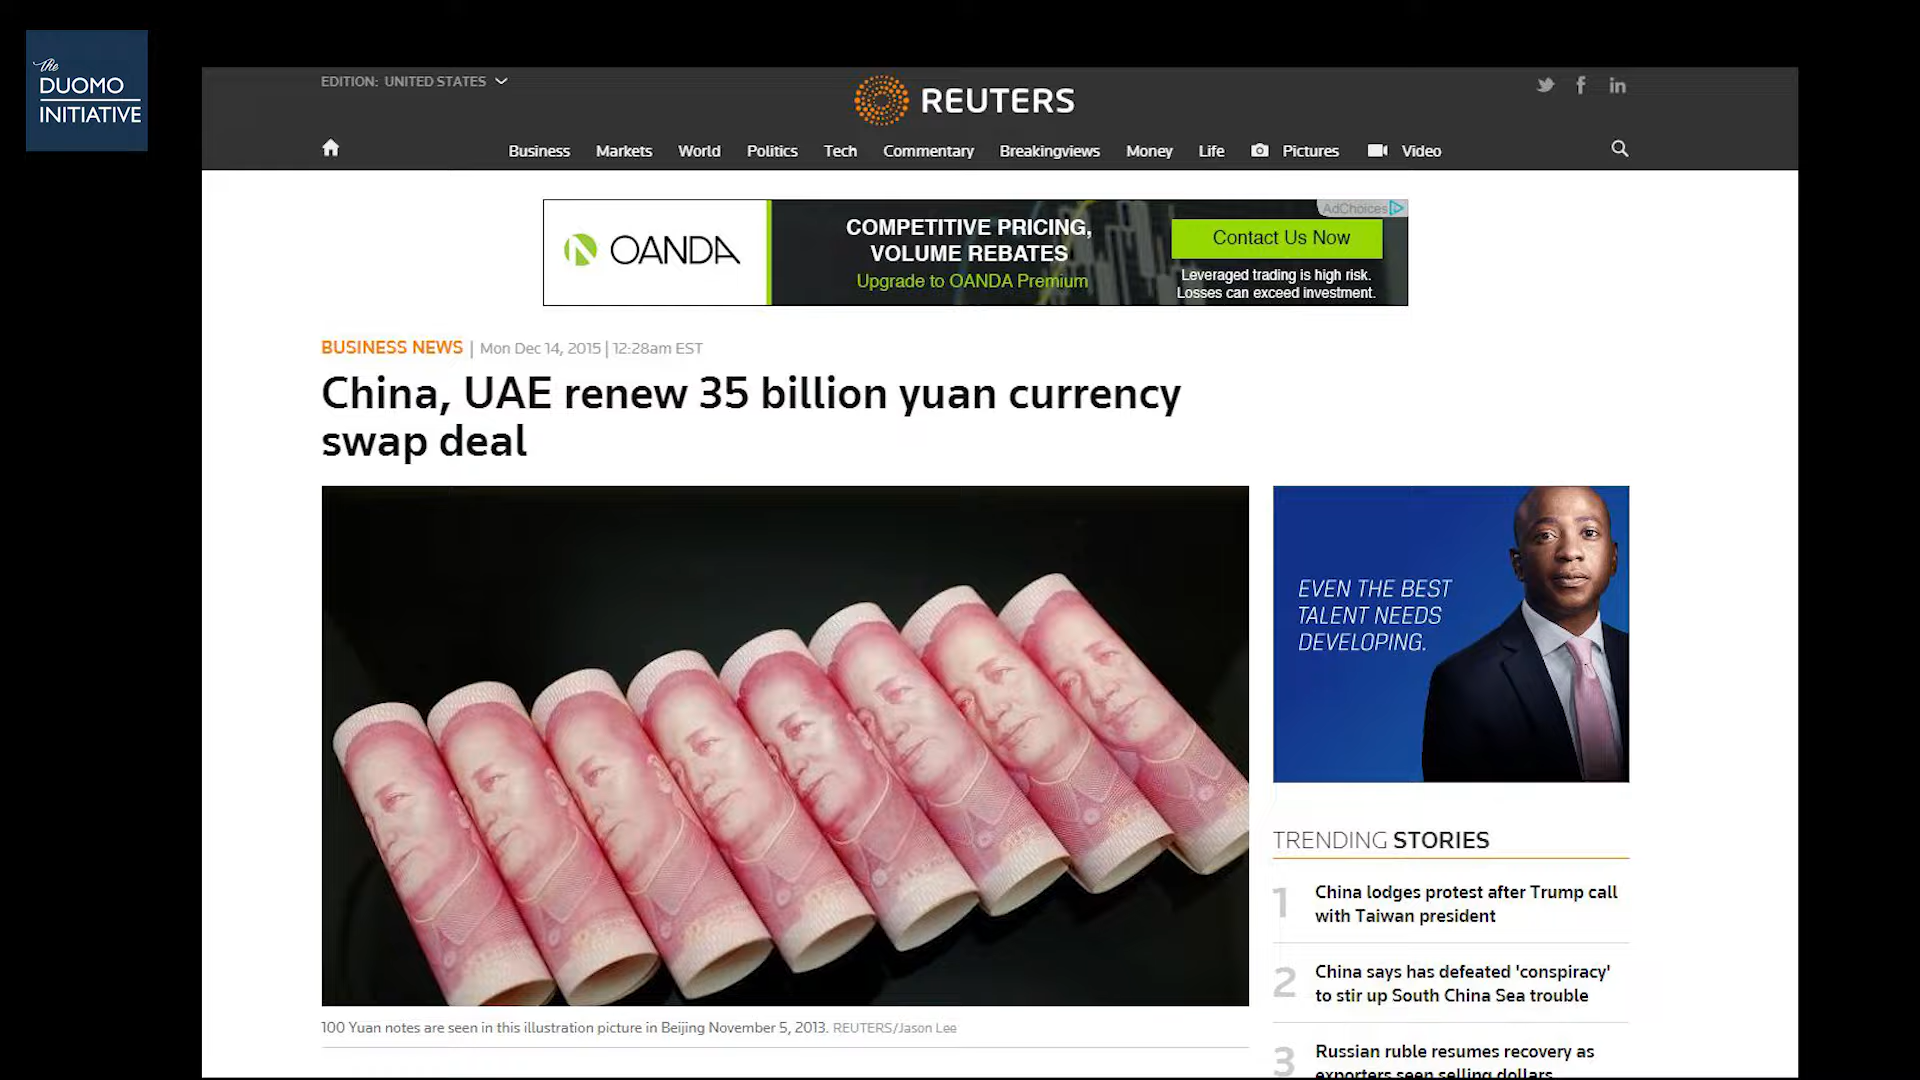 The
DUOMO
INITIATIVE
EDITION: UNITED STATES
REUTERS
Business Markets World Politics Tech Commentary Breakingviews Money Life Pictures Video
OANDA
COMPETITIVE PRICING,
VOLUME REBATES
Upgrade to OANDA Premium
AdChoices
Contact Us Now
Leveraged trading is high risk.
Losses can exceed investment.
BUSINESS NEWS | Mon Dec 14, 2015 | 12:28am EST
China, UAE renew 35 billion yuan currency
swap deal
EVEN THE BEST
TALENT NEEDS
DEVELOPING.
100 Yuan notes are seen in this illustration picture in Beijing November 5, 2013. REUTERS/Jason Lee
TRENDING STORIES
1 China lodges protest after Trump call
with Taiwan president
2 China says has defeated 'conspiracy'
to stir up South China Sea trouble
3 Russian ruble resumes recovery as
exporters seen selling dollars